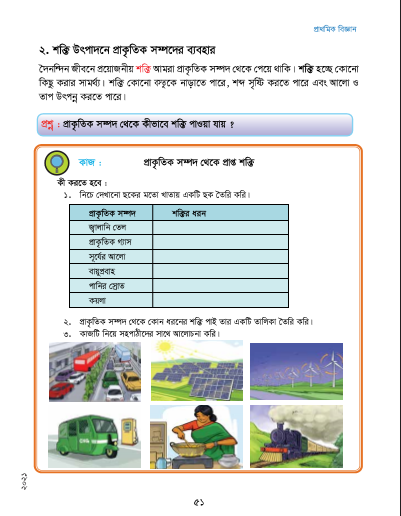 প্রাথমিক বিজ্ঞান
২. শক্তি উৎপাদনে প্রাকৃতিক সম্পদের ব্যবহার
দৈনন্দিন জীবনে প্রয়োজনীয় শক্তি আমরা প্রাকৃতিক সম্পদ থেকে পেয়ে থাকি। শক্তি হচ্ছে কোনো
কিছু করার সামর্থ্য। শক্তি কোনো বস্তুকে নাড়াতে পারে, শব্দ সৃষ্টি করতে পারে এবং আলো ও
তাপ উৎপন্ন করতে পারে।
প্রশ্ন : প্রাকৃতিক সম্পদ থেকে কীভাবে শক্তি পাওয়া যায় ?
কাজ : প্রাকৃতিক সম্পদ থেকে প্রাপ্ত শক্তি
কী করতে হবে :
১. নিচে দেখানো ছকের মতো খাতায় একটি ছক তৈরি করি।
প্রাকৃতিক সম্পদ শক্তির ধরন
জ্বালানি তেল
প্রাকৃতিক গ্যাস
সূর্যের আলো
বায়ুপ্রবাহ
পানির স্রোত
কয়লা
২. প্রাকৃতিক সম্পদ থেকে কোন ধরনের শক্তি পাই তার একটি তালিকা তৈরি করি।
৩. কাজটি নিয়ে সহপাঠীদের সাথে আলোচনা করি।
CNG
২০২১
৫১